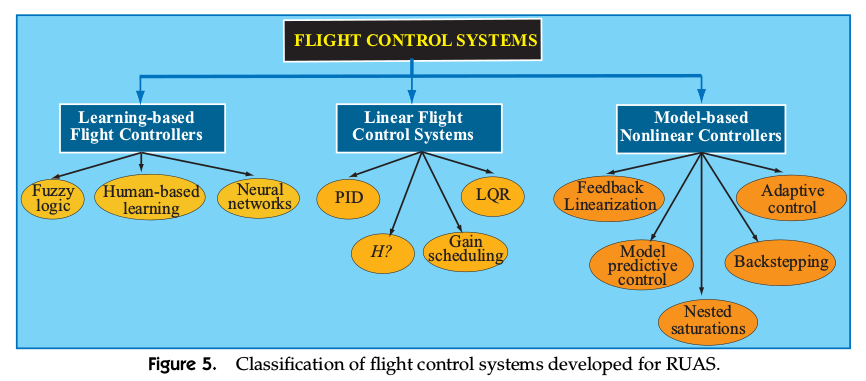 FLIGHT CONTROL SYSTEMS
Learning-based
Flight Controllers
Linear Flight
Control Systems
Model-based
Nonlinear Controllers
Fuzzy
logic
Human-based
learning
Neural
networks
PID
LQR
H?
Gain
scheduling
Feedback
Linearization
Adaptive
control
Model
predictive
control
Backstepping
Nested
saturations
Figure 5. Classification of flight control systems developed for RUAS.